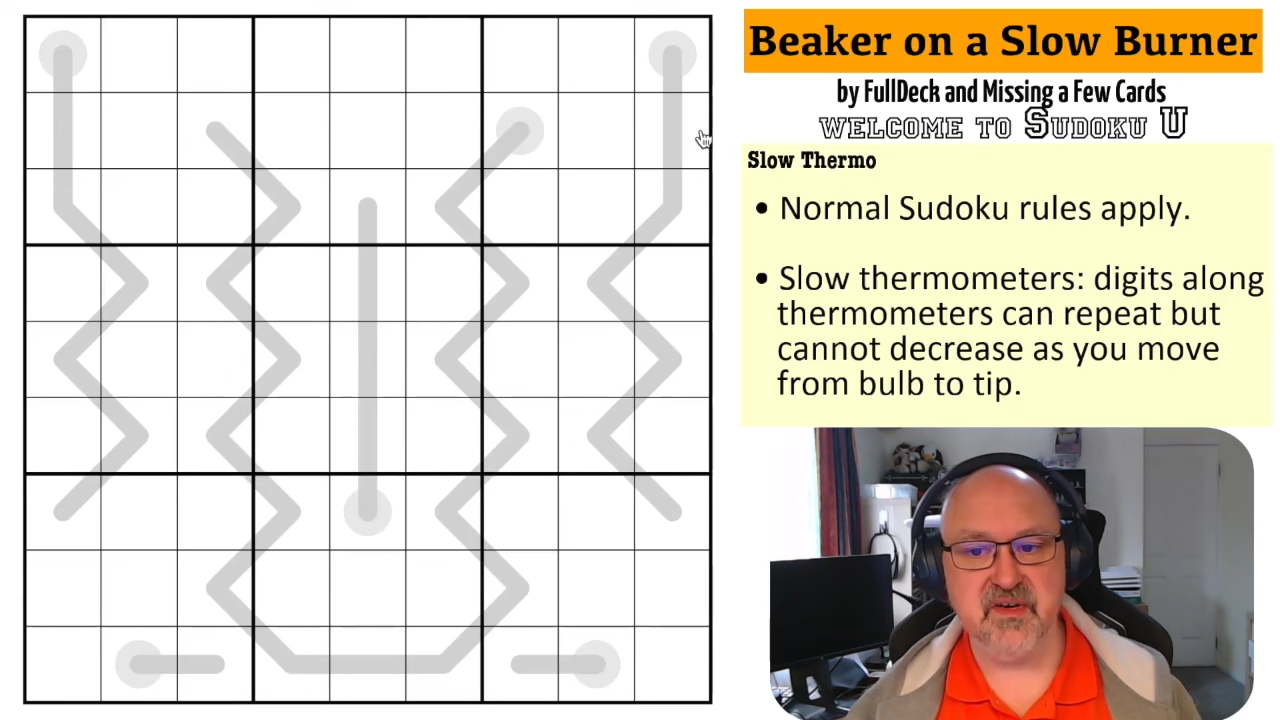 Beaker on a Slow Burner
by FullDeck and Missing a Few Cards
WELCOME TO SUDOKU U
Slow Thermo
• Normal Sudoku rules apply.
• Slow thermometers: digits along
thermometers can repeat but
cannot decrease as you move
from bulb to tip.